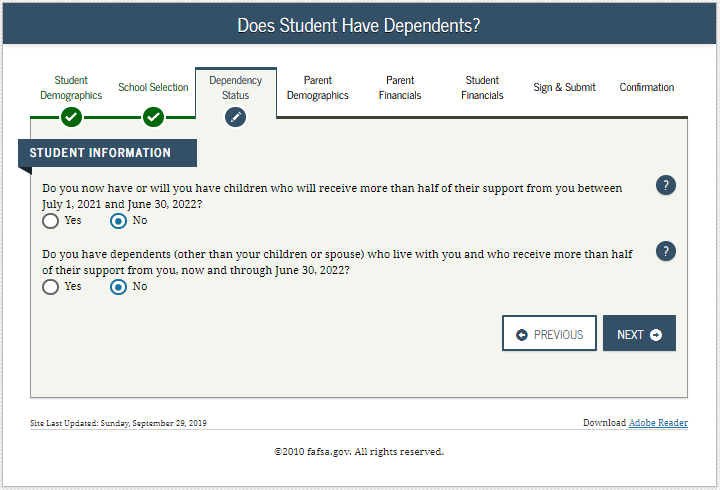 Does Student Have Dependents?
Student
Demographics
School Selection
Dependency
Status
Parent
Demographics
Parent
Financials
Student
Financials
Sign & Submit
Confirmation
STUDENT INFORMATION
Do you now have or will you have children who will receive more than half of their support from you between
July 1, 2021 and June 30, 2022?
?
Yes No
Do you have dependents (other than your children or spouse) who live with you and who receive more than half
of their support from you, now and through June 30, 2022?
?
Yes No
PREVIOUS NEXT
Site Last Updated: Sunday, September 29, 2019 Download Adobe Reader
©2010 fafsa.gov. All rights reserved.